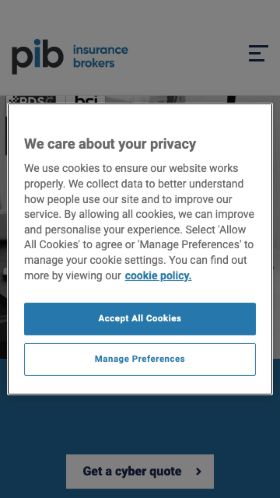 pib insurance
brokers
BDS bci
We care about your privacy
We use cookies to ensure our website works
properly. We collect data to better understand
how people use our site and to improve our
service. By allowing all cookies, we can improve
and personalise your experience. Select 'Allow
All Cookies' to agree or 'Manage Preferences' to
manage your cookie settings. You can find out
more by viewing our cookie policy.
Accept All Cookies
Manage Preferences
Get a cyber quote